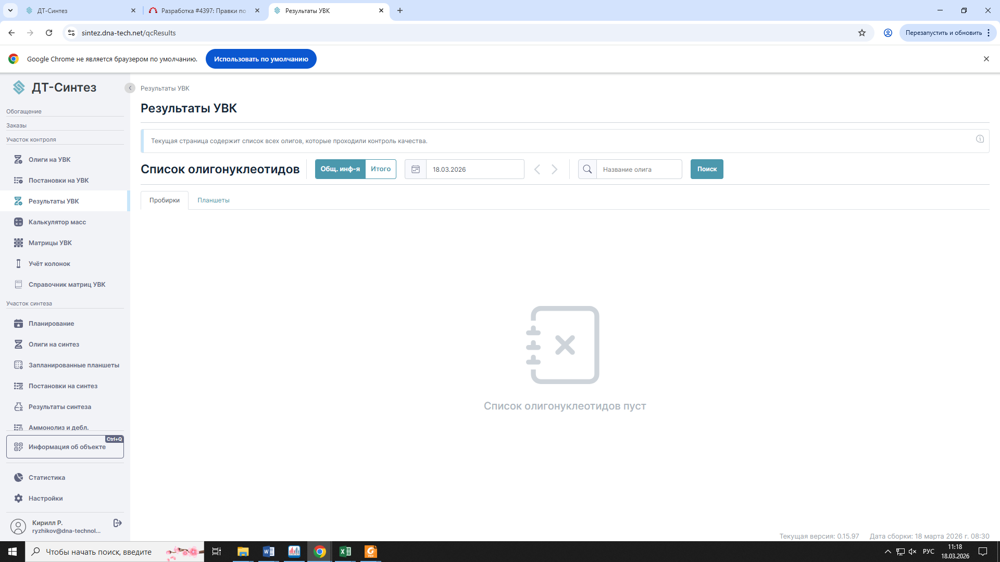 ДТ-Синтез
Разработка #4397: Правки по
Результаты УВК
sintez.dna-tech.net/qcResults
Перезапустить и обновить
Google Chrome не является браузером по умолчанию.
Использовать по умолчанию
ДТ-Синтез
Обогащение
Заказы
Участок контроля
Олиги на УВК
Постановки на УВК
Результаты УВК
Калькулятор масс
Матрицы УВК
Учёт колонок
Справочник матриц УВК
Участок синтеза
Планирование
Олиги на синтез
Запланированные планшеты
Постановки на синтез
Результаты синтеза
Аммонолиз и дебл.
Ctrl+Q
Информация об объекте
Статистика
Настройки
Кирилл Р.
ryzhikov@dna-technol...
Результаты УВК
Результаты УВК
Текущая страница содержит список всех олигов, которые проходили контроль качества.
Список олигонуклеотидов
Общ. инф-я
Итого
18.03.2026
Название олига
Поиск
Пробирки
Планшеты
Список олигонуклеотидов пуст
Текущая версия: 0.15.97
Дата сборки: 18 марта 2026 г. 08:30
Чтобы начать поиск, введите
РУС
11:18
18.03.2026